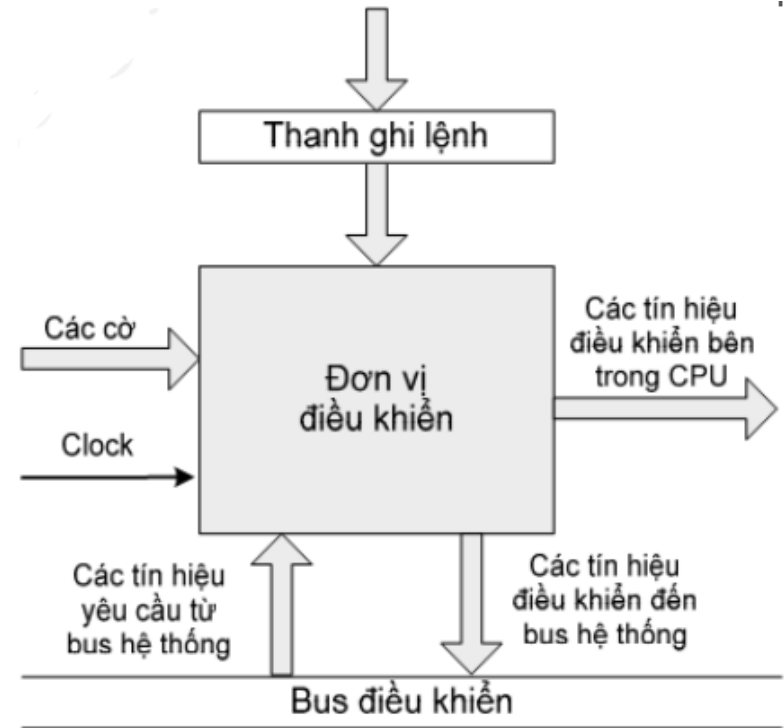 Thanh ghi lệnh
Các cờ
Clock
Đơn vị
điều khiển
Các tín hiệu
điều khiển bên
trong CPU
Các tín hiệu
yêu cầu từ
bus hệ thống
Các tín hiệu
điều khiển đến
bus hệ thống
Bus điều khiển